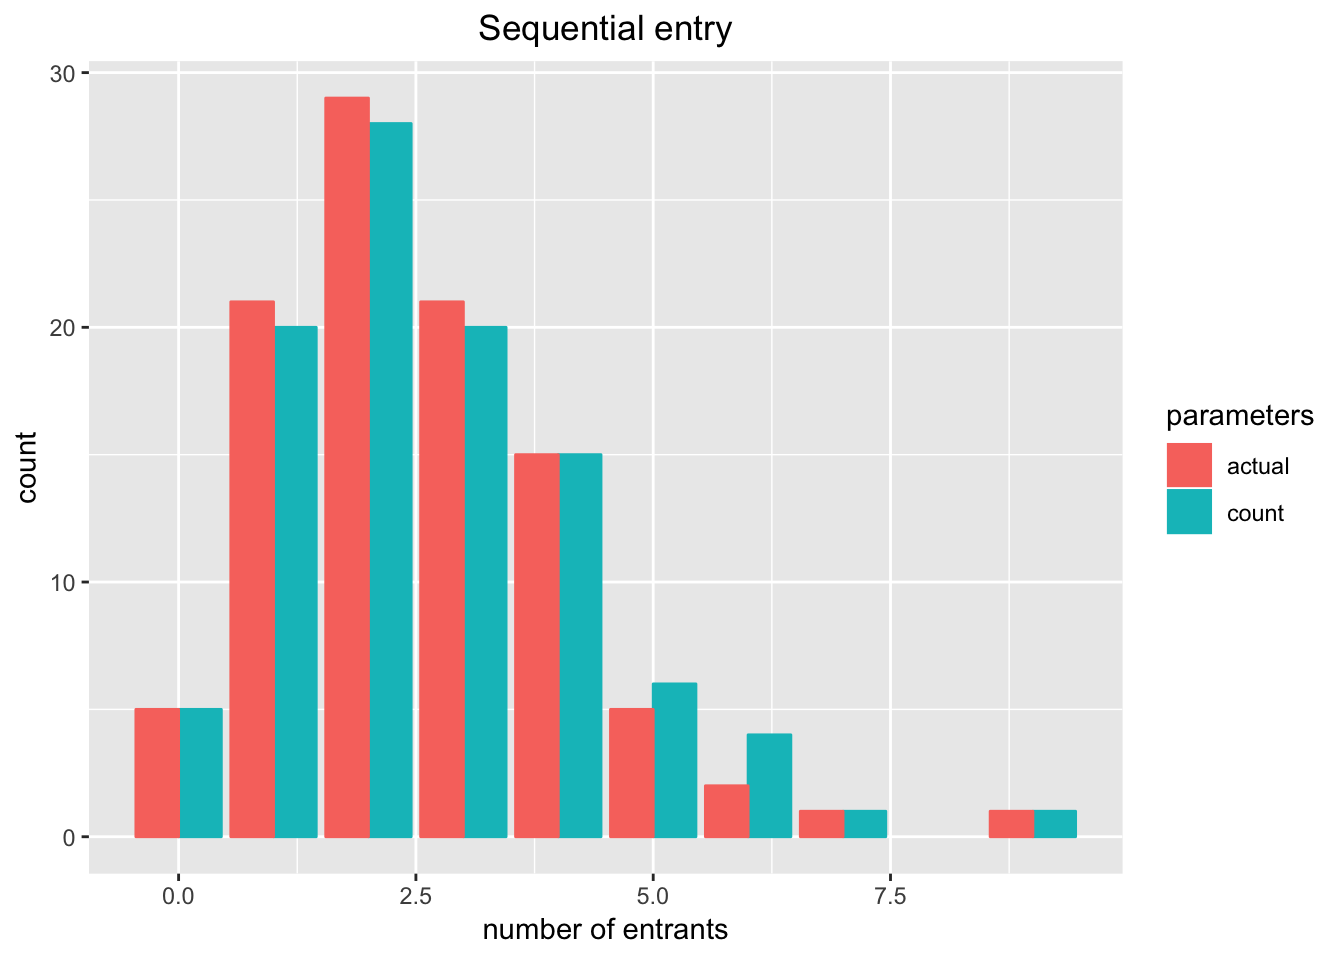 Sequential entry
30
20
10
0
count
0.0
2.5
5.0
7.5
number of entrants
parameters
actual
count